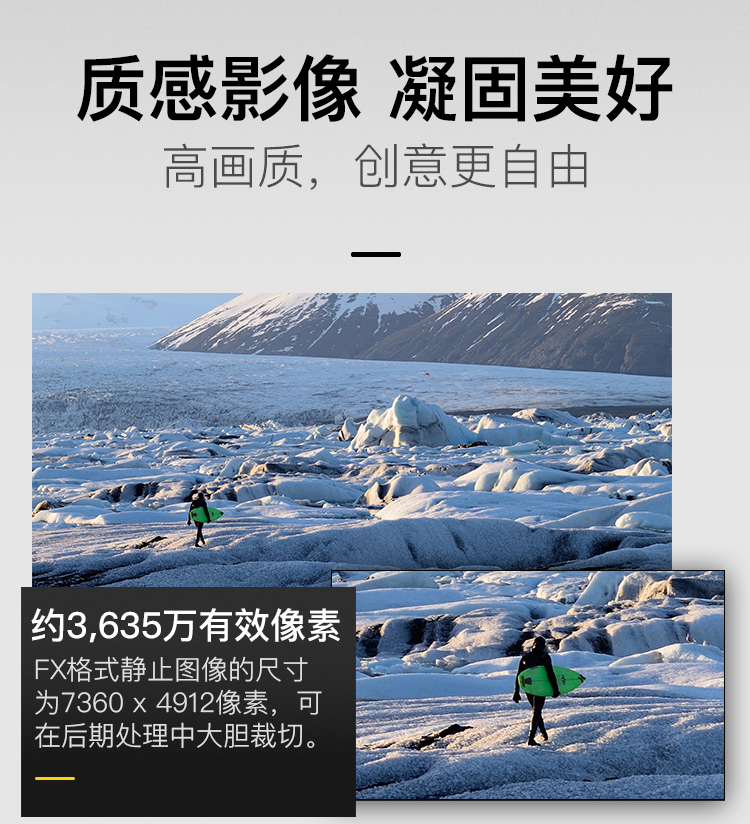 质感影像 凝固美好
高画质，创意更自由
约3,635万有效像素
FX格式静止图像的尺寸
为7360 x 4912像素，可
在后期处理中大胆裁切。